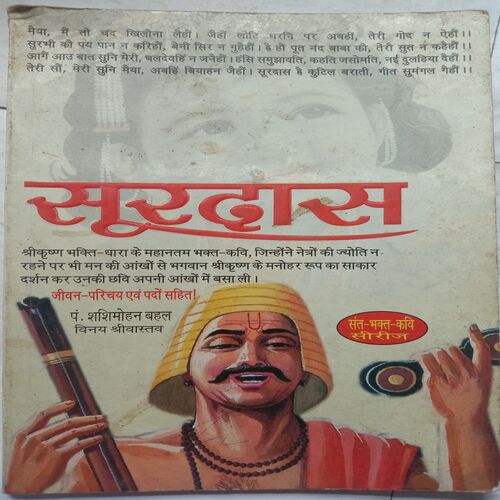 मैया, मैं तो चंद खिलौना लैहौं। जैहौं लोटि धरनि पर अबहीं, तेरी गोद न ऐहौं।।
सुरभी कौ पय पान न करिहौं, बेनी सिर न गुहैहौं। ह्वै हौं पूत नंद बाबा कौ, तेरौ सुत न कहैहौं।।
आगैं आउ बात सुनि मेरी, बलदेवहिं न जनैहौं। हंसि समुझावति, कहति जसोमति, नई दुलहिया दैहौं।।
तेरी सौं, मेरी सुनि मैया, अबहिं बियाहन जैहौं। सूरदास है कुटिल बराती, गीत सुमंगल गैहौं।।
सूरदास
श्रीकृष्ण भक्ति-धारा के महानतम भक्त-कवि, जिन्होंने नेत्रों की ज्योति न
रहने पर भी मन की आंखों से भगवान श्रीकृष्ण के मनोहर रूप का साकार
दर्शन कर उनकी छवि अपनी आंखों में बसा ली।
जीवन-परिचय एवं पदों सहित!
पं. शशिमोहन बहल
विनय श्रीवास्तव
संत-भक्त-कवि
सीरीज